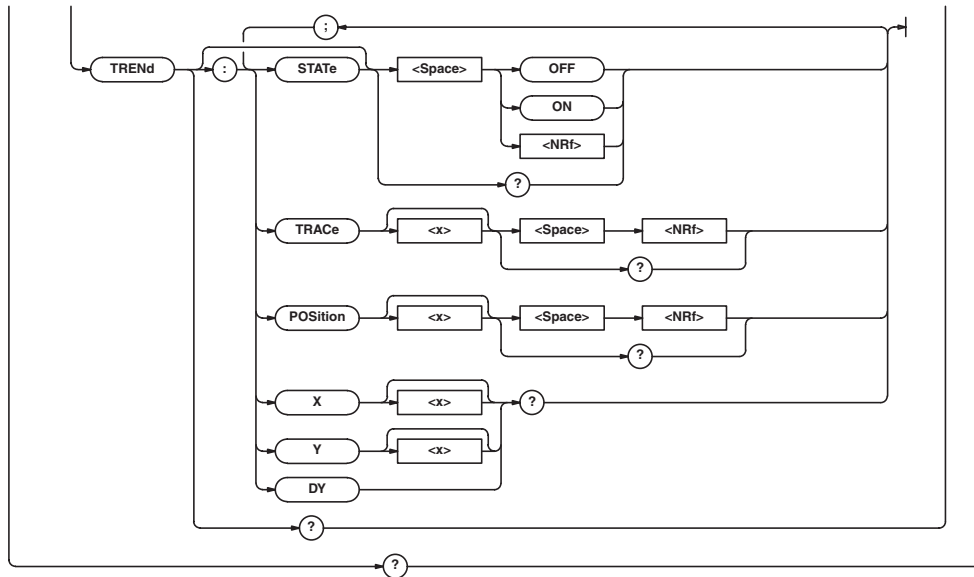 ;
TRENd : STATe <Space> OFF
ON
<NRf>
?
TRACe <x> <Space> <NRf>
?
POSition <x> <Space> <NRf>
?
X <x> ?
Y <x>
DY
?
?